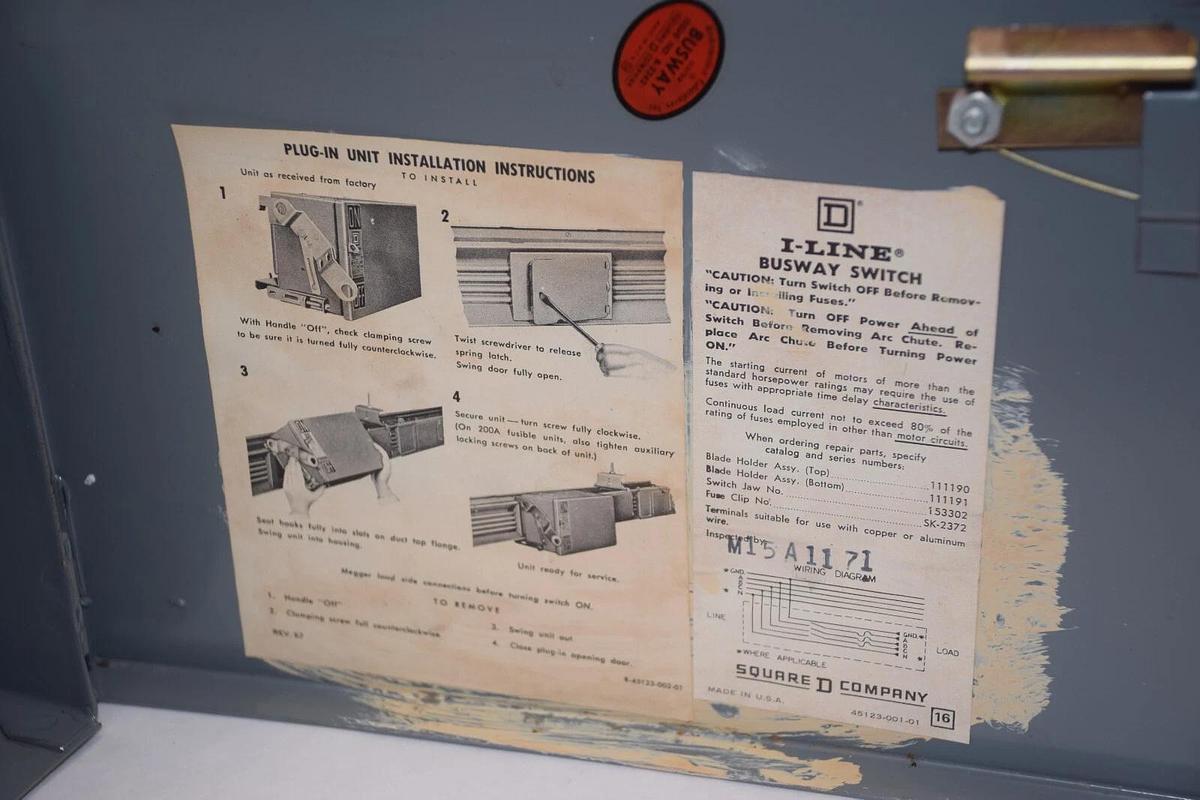 BUSWAY
PLUG-IN UNIT INSTALLATION INSTRUCTIONS
TO INSTALL
1
Unit as received from factory
ON
OFF
With Handle "Off", check clamping screw
to be sure it is turned fully counterclockwise.
2
Twist screwdriver to release
spring latch.
Swing door fully open.
3
Seat hooks fully into slots on duct top flange.
Swing unit into housing.
4
Secure unit—turn screw fully clockwise.
(On 200A fusible units, also tighten auxiliary
locking screws on back of unit.)
Unit ready for service.
Megger load side connections before turning switch ON.
TO REMOVE
1. Handle "Off"
2. Clamping screw full counterclockwise
3. Swing unit out
4. Close plug-in opening door.
REV. 67
8-45123-002-01
D®
I-LINE®
BUSWAY SWITCH
"CAUTION: Turn Switch OFF Before Remov-
ing or Installing Fuses."
"CAUTION: Turn OFF Power Ahead of
Switch Before Removing Arc Chute. Re-
place Arc Chute Before Turning Power
ON."
The starting current of motors of more than the
standard horsepower ratings may require the use of
fuses with appropriate time delay characteristics.
Continuous load current not to exceed 80% of the
rating of fuses employed in other than motor circuits.
When ordering repair parts, specify
catalog and series numbers:
Blade Holder Assy. (Top)...................111190
Blade Holder Assy. (Bottom)...............111191
Switch Jaw No.................................153302
Fuse Clip No...................................SK-2372
Terminals suitable for use with copper or aluminum
wire.
Inspected by
M15A1171
WIRING DIAGRAM
*GND.
A
B
C
*N
LINE
GND.*
A
B
C
N *
LOAD
*WHERE APPLICABLE
SQUARE D COMPANY
MADE IN U.S.A.
45123-001-01 16